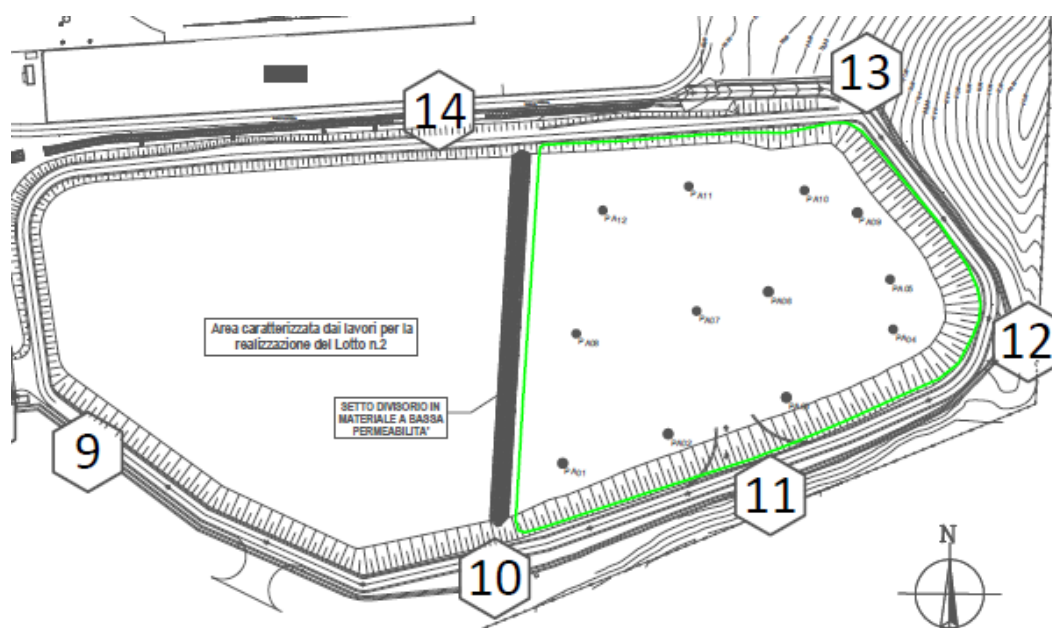 13
14
PA11
PA10
PA12
PA09
PA05
PA06
Area caratterizzata dai lavori per la
realizzazione del Lotto n.2
PA07
PA08
PA04
12
SETTO DIVISORIO IN
MATERIALE A BASSA
PERMEABILITA'
9
PA02
PA01
11
N
10